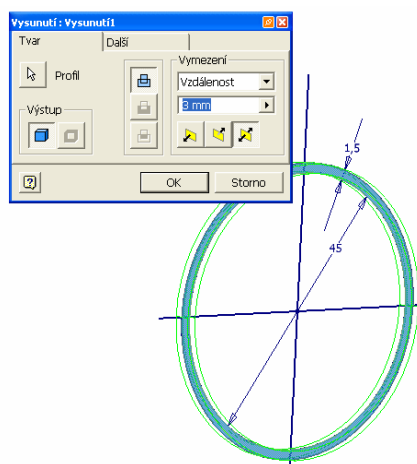 Vysunutí : Vysunutí1
Tvar
Další
Profil
Výstup
Vymezení
Vzdálenost
3 mm
OK
Storno
1,5
45